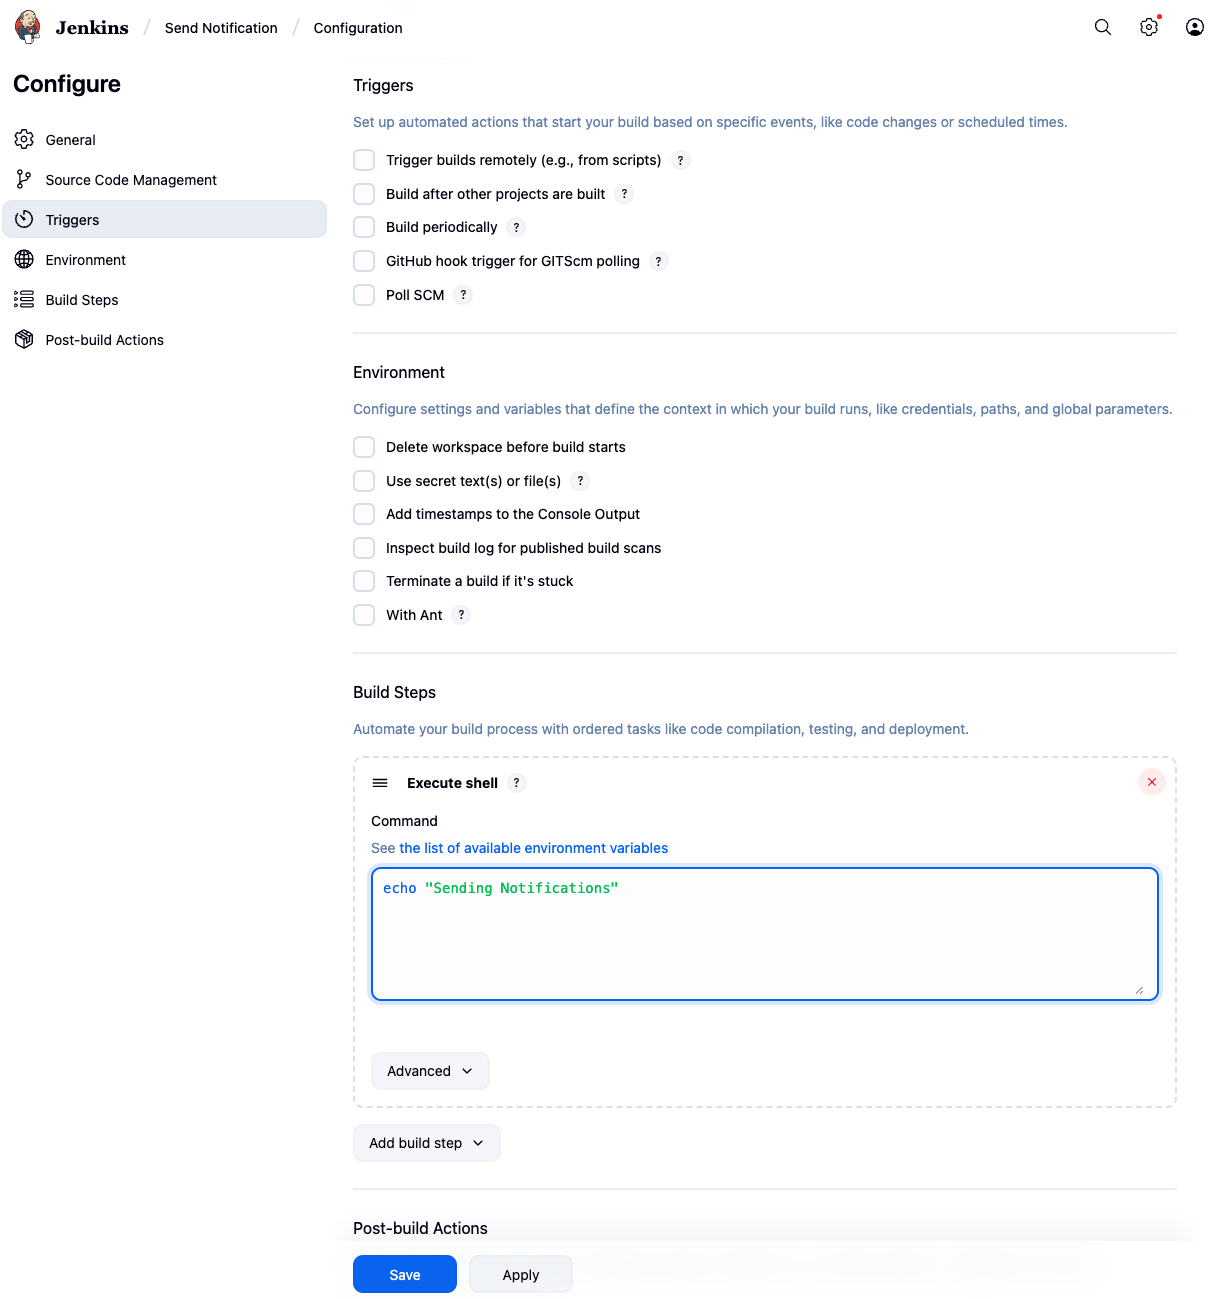 Jenkins / Send Notification / Configuration
Configure
General
Source Code Management
Triggers
Environment
Build Steps
Post-build Actions
Triggers
Set up automated actions that start your build based on specific events, like code changes or scheduled times.
Trigger builds remotely (e.g., from scripts) ?
Build after other projects are built ?
Build periodically ?
GitHub hook trigger for GITScm polling ?
Poll SCM ?
Environment
Configure settings and variables that define the context in which your build runs, like credentials, paths, and global parameters.
Delete workspace before build starts
Use secret text(s) or file(s) ?
Add timestamps to the Console Output
Inspect build log for published build scans
Terminate a build if it's stuck
With Ant ?
Build Steps
Automate your build process with ordered tasks like code compilation, testing, and deployment.
Execute shell ?
Command
See the list of available environment variables
echo "Sending Notifications"
Advanced
Add build step
Post-build Actions
Save
Apply